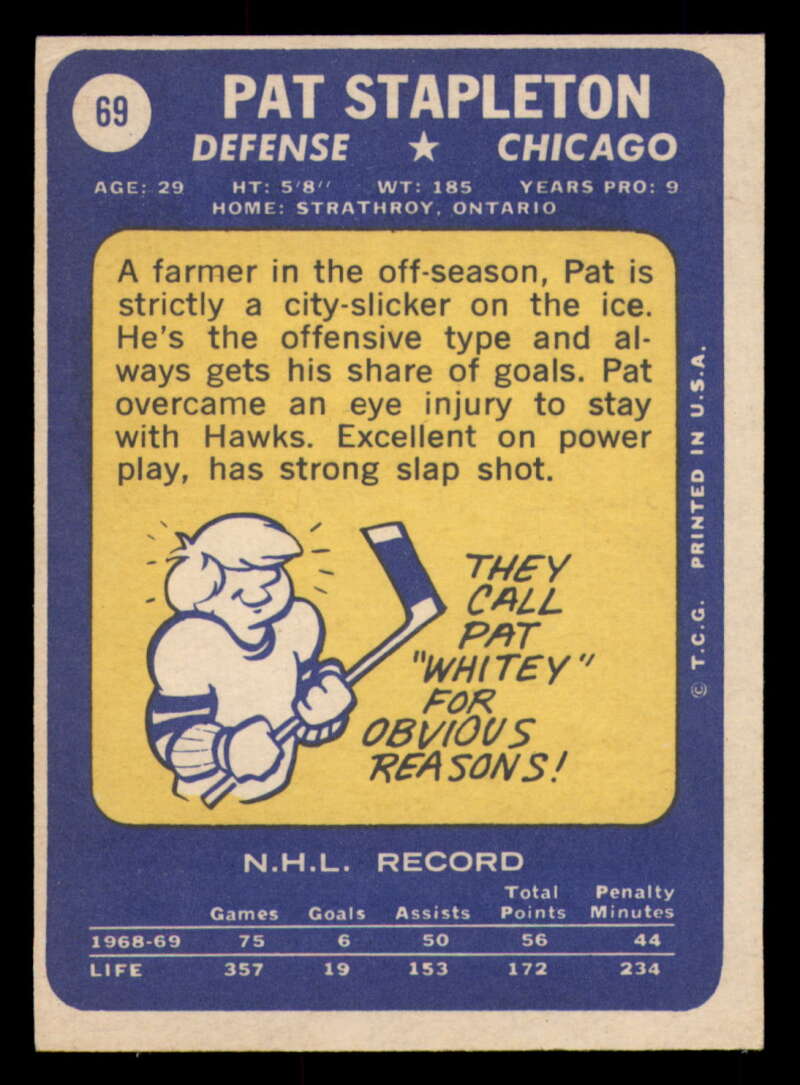 69
PAT STAPLETON
DEFENSE ★ CHICAGO
AGE: 29 HT: 5'8'' WT: 185 YEARS PRO: 9
HOME: STRATHROY, ONTARIO
A farmer in the off-season, Pat is
strictly a city-slicker on the ice.
He's the offensive type and al-
ways gets his share of goals. Pat
overcame an eye injury to stay
with Hawks. Excellent on power
play, has strong slap shot.
THEY
CALL
PAT
"WHITEY"
FOR
OBVIOUS
REASONS!
© T.C.G. PRINTED IN U.S.A.
N.H.L. RECORD
Games Goals Assists Total Points Penalty Minutes
1968-69 75 6 50 56 44
LIFE 357 19 153 172 234